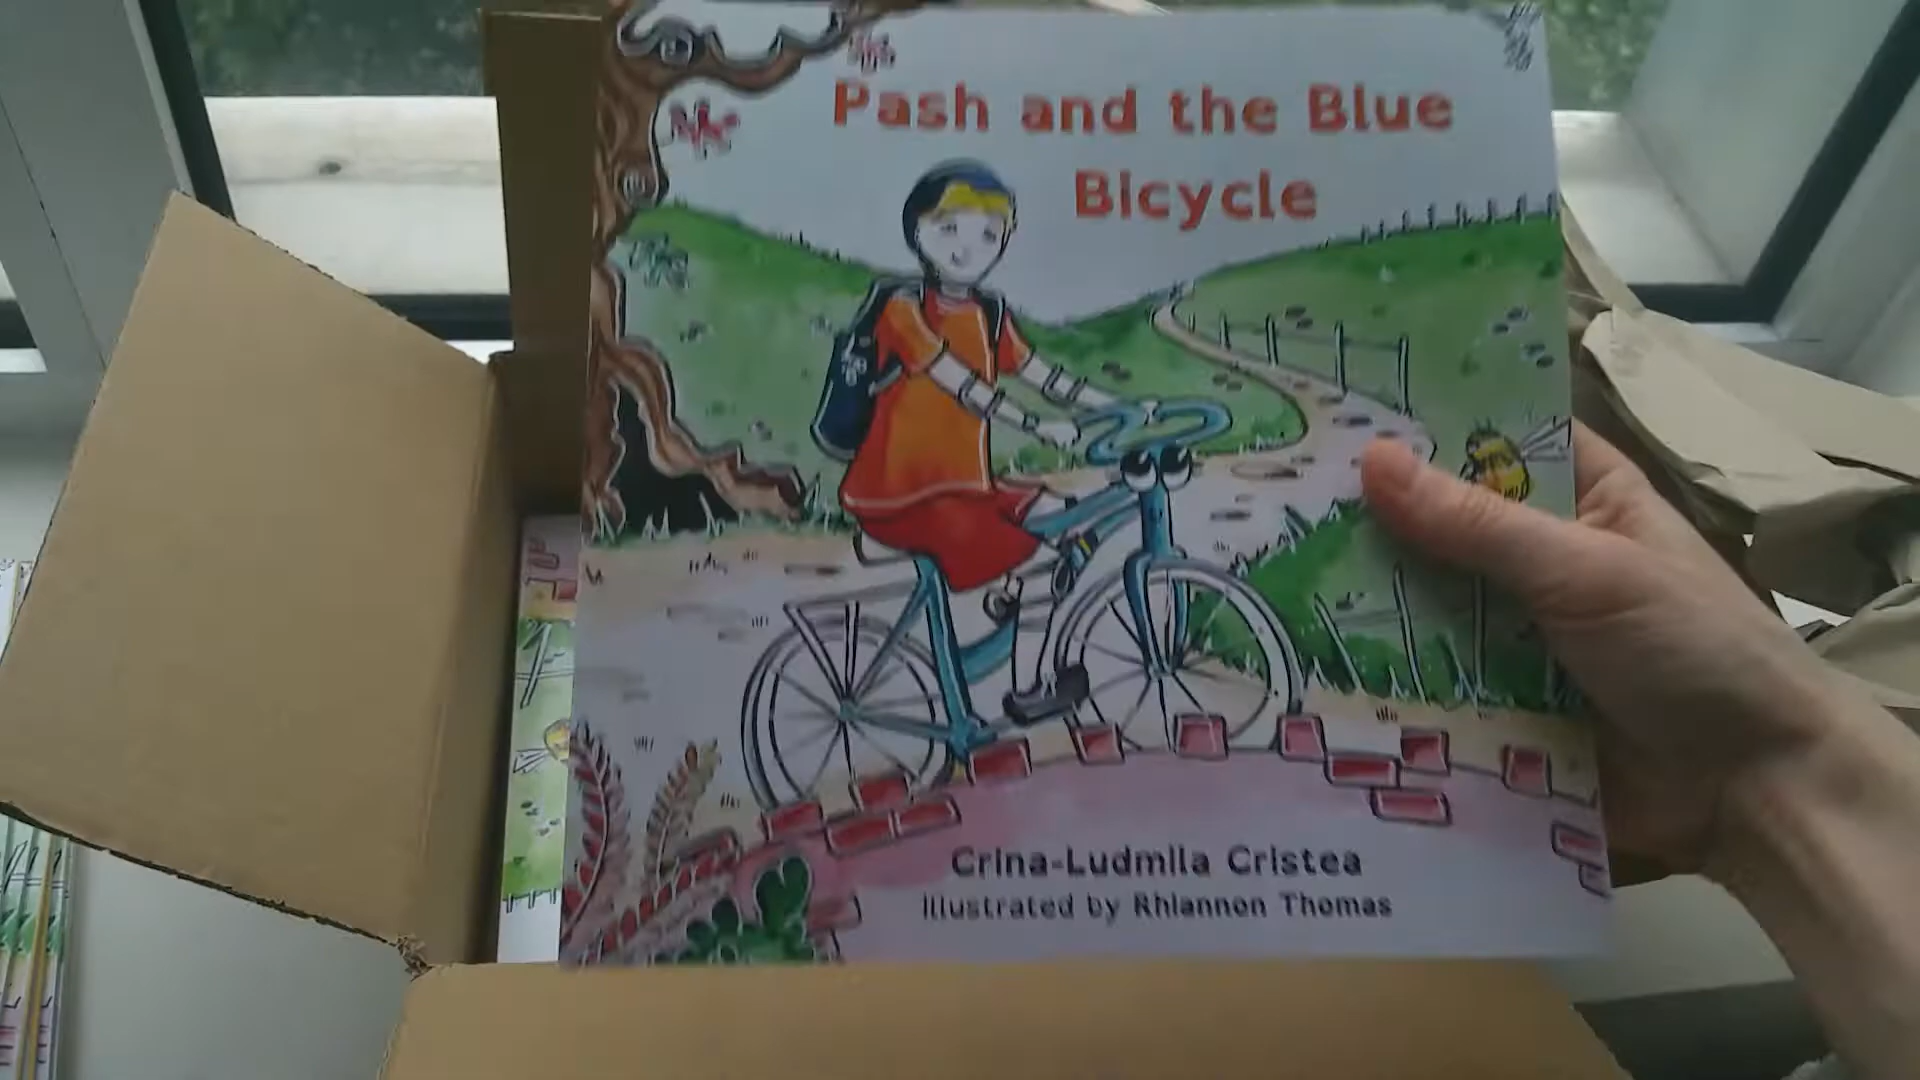 Pash and the Blue
Bicycle
Crina-Ludmila Cristea
illustrated by Rhiannon Thomas